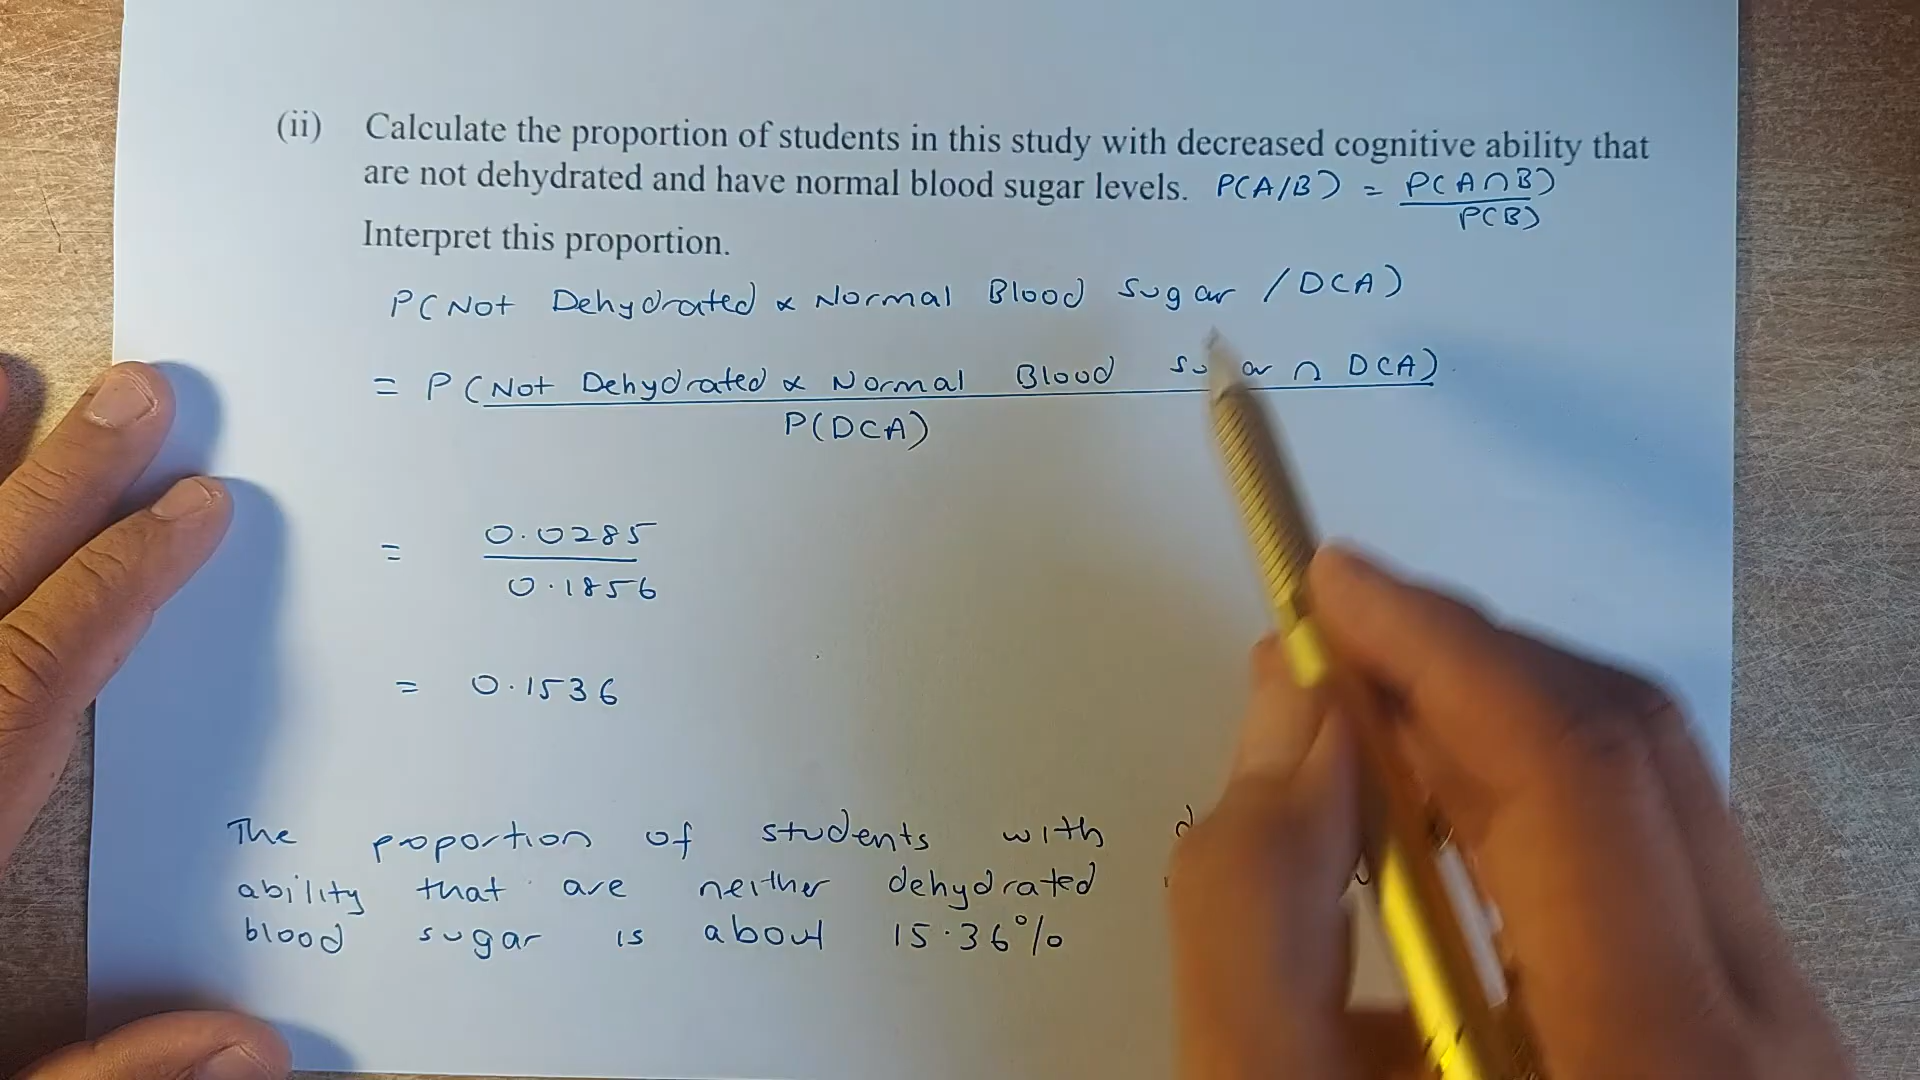 (ii) Calculate the proportion of students in this study with decreased cognitive ability that
are not dehydrated and have normal blood sugar levels. P(A/B) = P(A∩B)
P(B)
Interpret this proportion.
P(Not Dehydrated & Normal Blood Sugar /DCA)
= P(Not Dehydrated & Normal Blood ∩ DCA)
P(DCA)
= 0.0285
0.1856
= 0.1536
The proportion of students with
ability that are neither dehydrated
blood sugar is about 15.36%